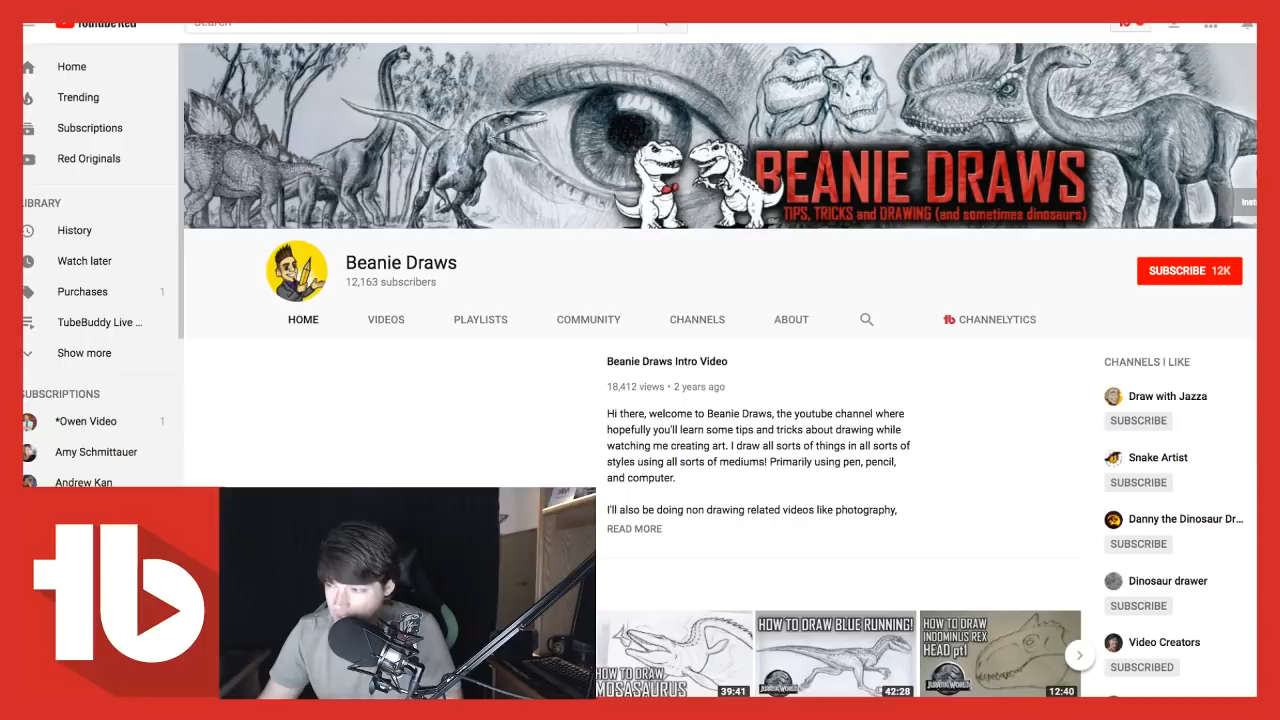 YouTube Red
Search
Home
Trending
Subscriptions
Red Originals
LIBRARY
History
Watch later
Purchases 1
TubeBuddy Live ...
Show more
SUBSCRIPTIONS
*Owen Video 1
Amy Schmittauer
Andrew Kan
BEANIE DRAWS
TIPS, TRICKS and DRAWING (and sometimes dinosaurs)
Beanie Draws
12,163 subscribers
SUBSCRIBE 12K
HOME VIDEOS PLAYLISTS COMMUNITY CHANNELS ABOUT tb CHANNELYTICS
Beanie Draws Intro Video
18,412 views • 2 years ago
Hi there, welcome to Beanie Draws, the youtube channel where
hopefully you'll learn some tips and tricks about drawing while
watching me creating art. I draw all sorts of things in all sorts of
styles using all sorts of mediums! Primarily using pen, pencil,
and computer.
I'll also be doing non drawing related videos like photography,
READ MORE
CHANNELS I LIKE
Draw with Jazza
SUBSCRIBE
Snake Artist
SUBSCRIBE
Danny the Dinosaur Dr...
SUBSCRIBE
Dinosaur drawer
SUBSCRIBE
Video Creators
SUBSCRIBED
HOW TO DRAW
MOSASAURUS
39:41
HOW TO DRAW BLUE RUNNING!
JURASSIC WORLD
42:28
HOW TO DRAW
INDOMINUS REX
HEAD pt1
JURASSIC WORLD
12:40
tb